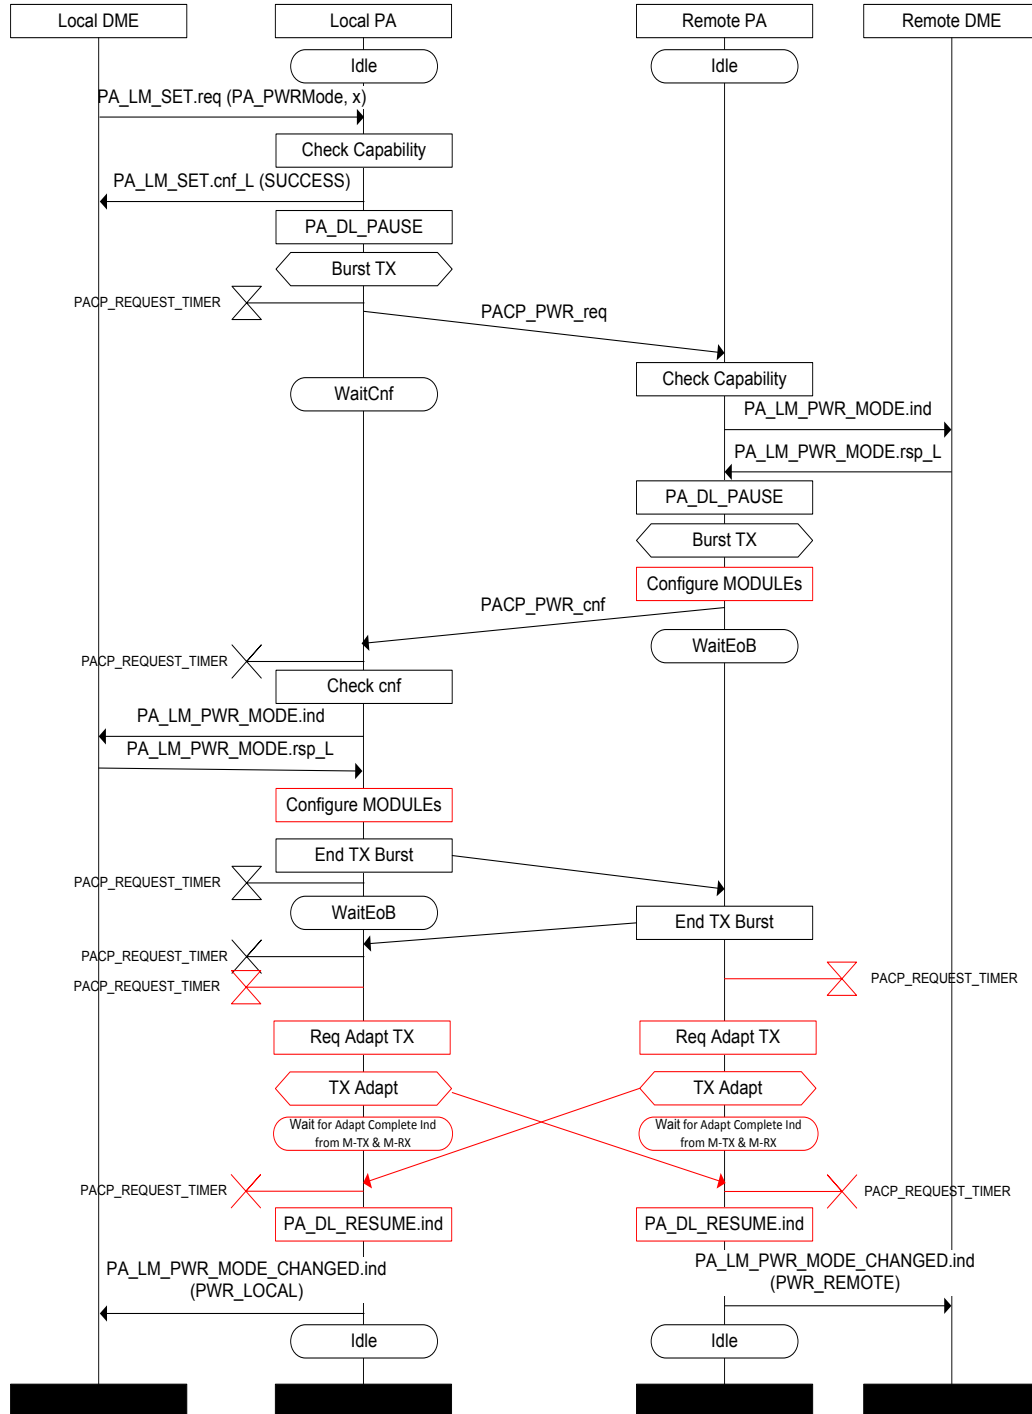 Local DME
Local PA
Remote PA
Remote DME
Idle
Idle
PA_LM_SET.req (PA_PWRMode, x)
Check Capability
PA_LM_SET.cnf_L (SUCCESS)
PA_DL_PAUSE
Burst TX
PACP_REQUEST_TIMER
PACP_PWR_req
Check Capability
WaitCnf
PA_LM_PWR_MODE.ind
PA_LM_PWR_MODE.rsp_L
PA_DL_PAUSE
Burst TX
Configure MODULEs
PACP_PWR_cnf
WaitEoB
PACP_REQUEST_TIMER
Check cnf
PA_LM_PWR_MODE.ind
PA_LM_PWR_MODE.rsp_L
Configure MODULEs
End TX Burst
PACP_REQUEST_TIMER
WaitEoB
End TX Burst
PACP_REQUEST_TIMER
PACP_REQUEST_TIMER
PACP_REQUEST_TIMER
Req Adapt TX
Req Adapt TX
TX Adapt
TX Adapt
Wait for Adapt Complete Ind
from M-TX & M-RX
Wait for Adapt Complete Ind
from M-TX & M-RX
PACP_REQUEST_TIMER
PACP_REQUEST_TIMER
PA_DL_RESUME.ind
PA_DL_RESUME.ind
PA_LM_PWR_MODE_CHANGED.ind
(PWR_LOCAL)
PA_LM_PWR_MODE_CHANGED.ind
(PWR_REMOTE)
Idle
Idle